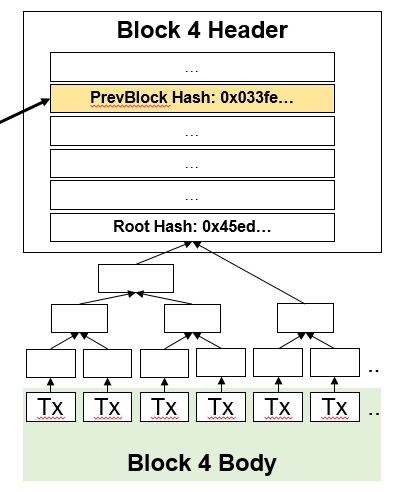 Block 4 Header
...
PrevBlock Hash: 0x033fe...
...
...
...
Root Hash: 0x45ed...
..
Tx Tx Tx Tx Tx Tx ..
Block 4 Body